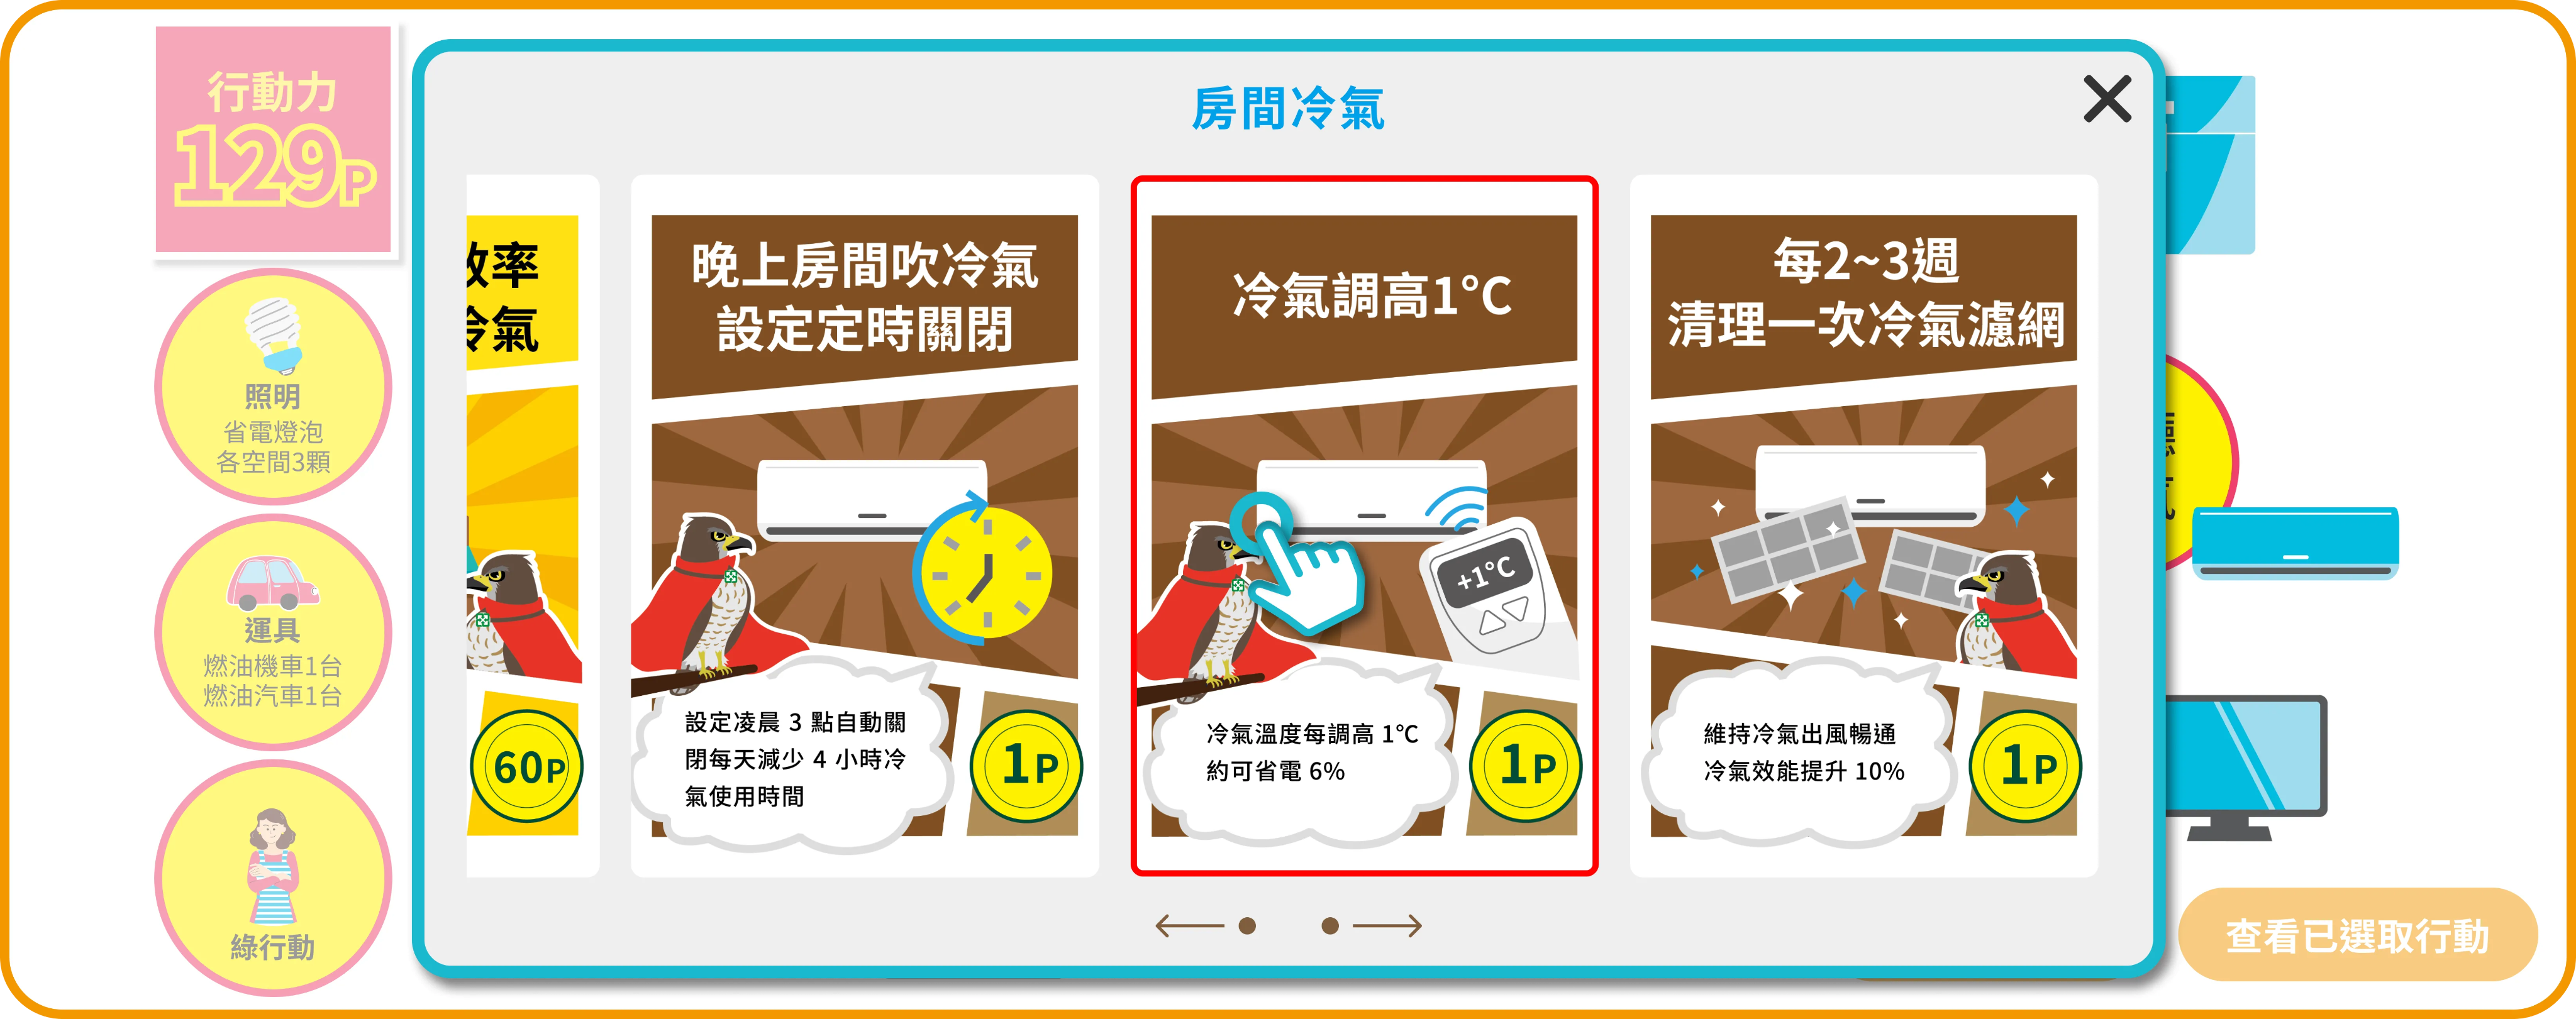 行動力
129P
照明
省電燈泡
各空間3顆
運具
燃油機車1台
燃油汽車1台
綠行動
房間冷氣
效率
冷氣
60P
晚上房間吹冷氣
設定定時關閉
設定凌晨 3 點自動關
閉每天減少 4 小時冷
氣使用時間
1P
冷氣調高1°C
+1°C
冷氣溫度每調高 1°C
約可省電 6%
1P
每2~3週
清理一次冷氣濾網
維持冷氣出風暢通
冷氣效能提升 10%
1P
查看已選取行動